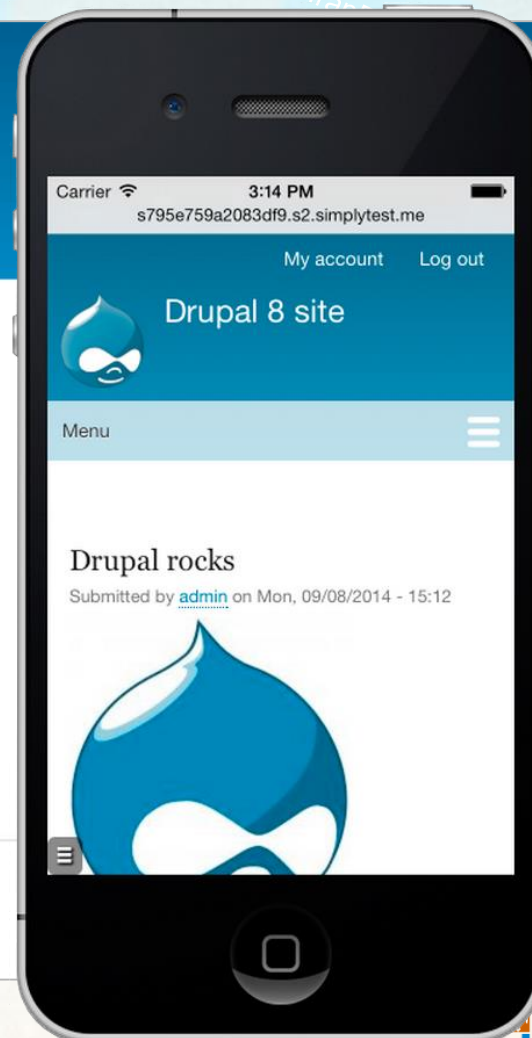 Carrier 3:14 PM
s795e759a2083df9.s2.simplytest.me
My account Log out
Drupal 8 site
Menu
Drupal rocks
Submitted by admin on Mon, 09/08/2014 - 15:12